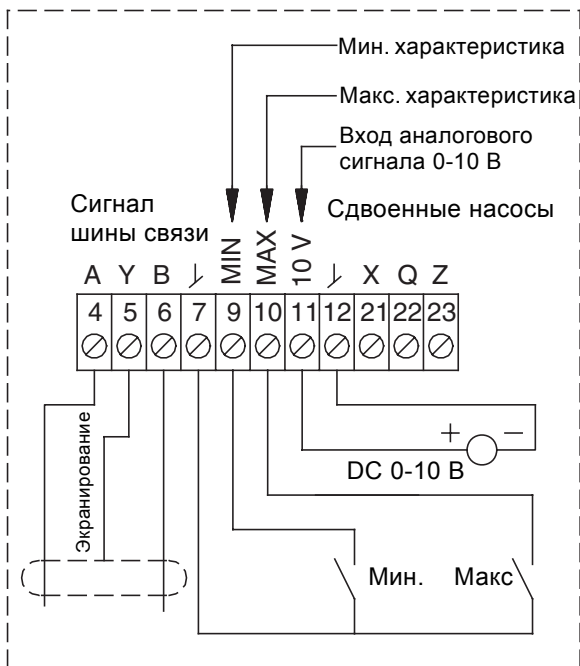 Мин. характеристика
Макс. характеристика
Вход аналогового
сигнала 0-10 В
Сигнал
шины связи
Сдвоенные насосы
A Y B MIN MAX 10 V X Q Z
4 5 6 7 9 10 11 12 21 22 23
Экранирование
+ −
DC 0-10 В
Мин. Макс